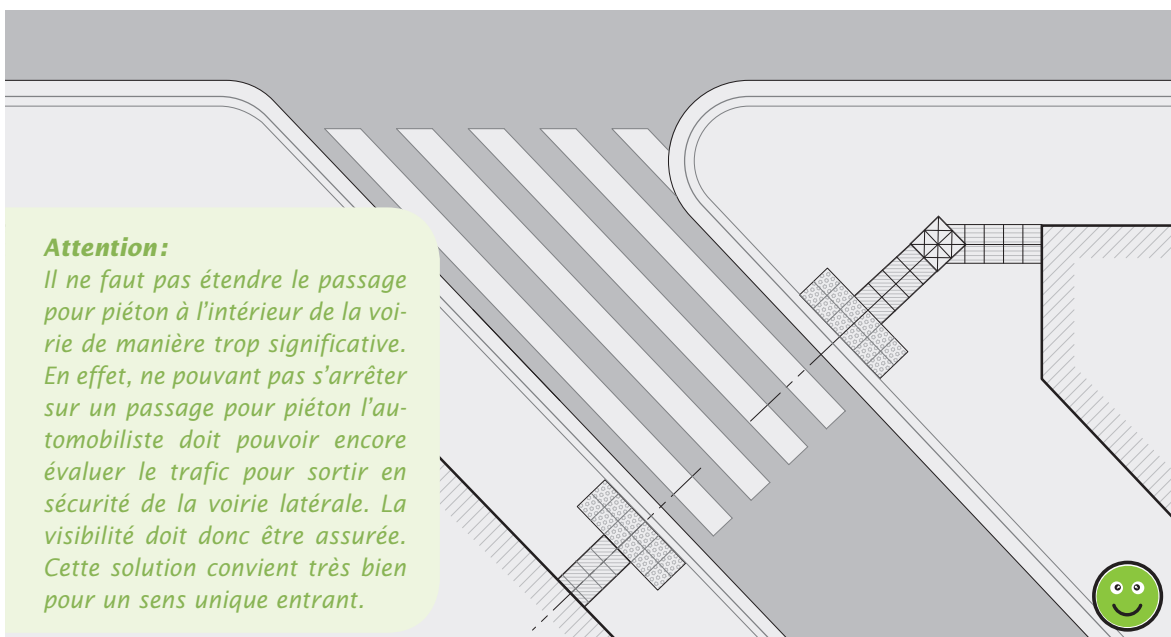 Attention :
Il ne faut pas étendre le passage
pour piéton à l'intérieur de la voi-
rie de manière trop significative.
En effet, ne pouvant pas s'arrêter
sur un passage pour piéton l'au-
tomobiliste doit pouvoir encore
évaluer le trafic pour sortir en
sécurité de la voirie latérale. La
visibilité doit donc être assurée.
Cette solution convient très bien
pour un sens unique entrant.